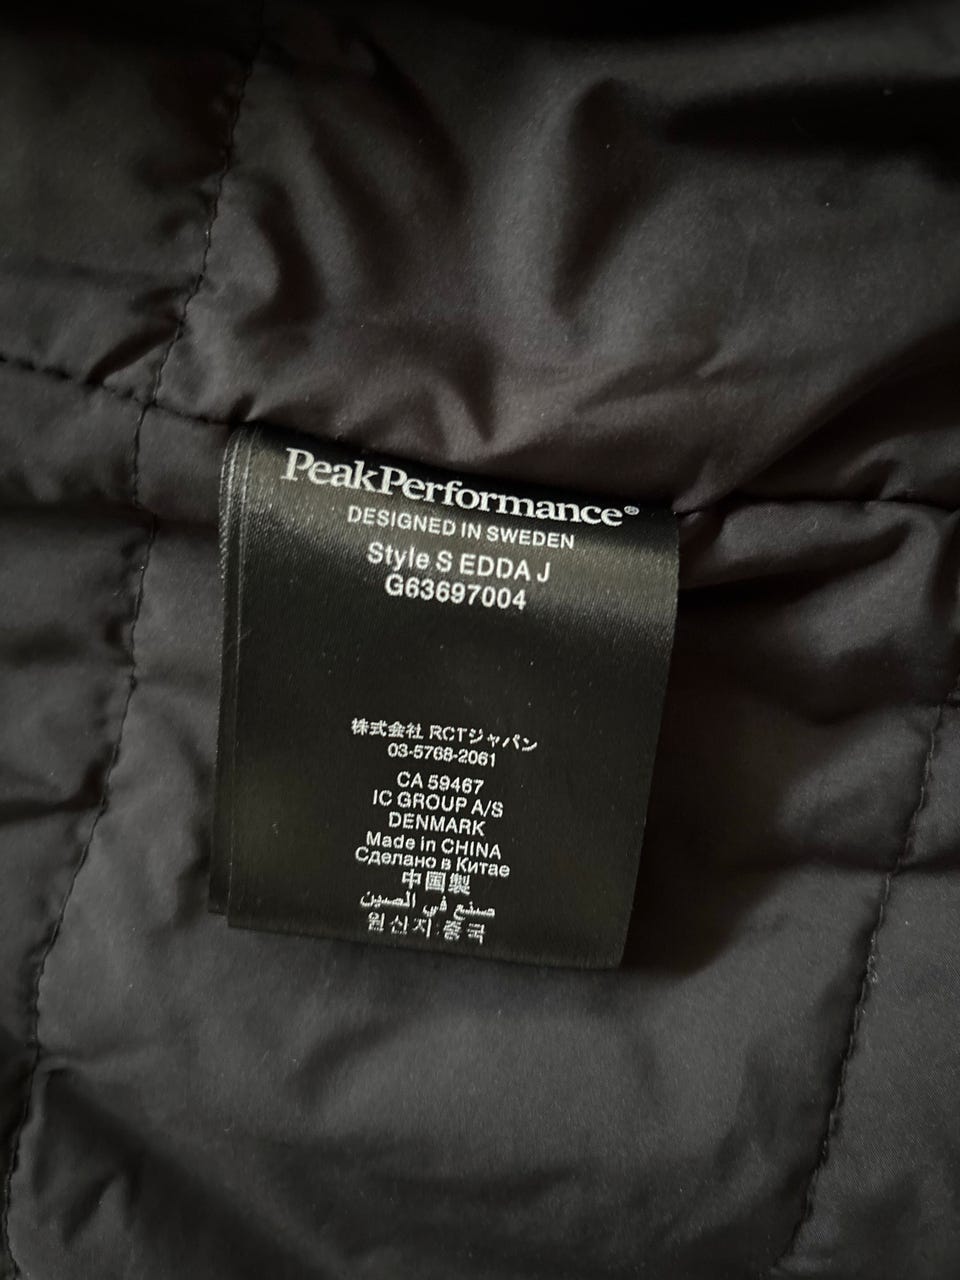 PeakPerformance®
DESIGNED IN SWEDEN
Style S EDDA J
G63697004
株式会社 RCTジャパン
03-5768-2061
CA 59467
IC GROUP A/S
DENMARK
Made in CHINA
Сделано в Китае
中国製
صنع في الصين
원산지:중국